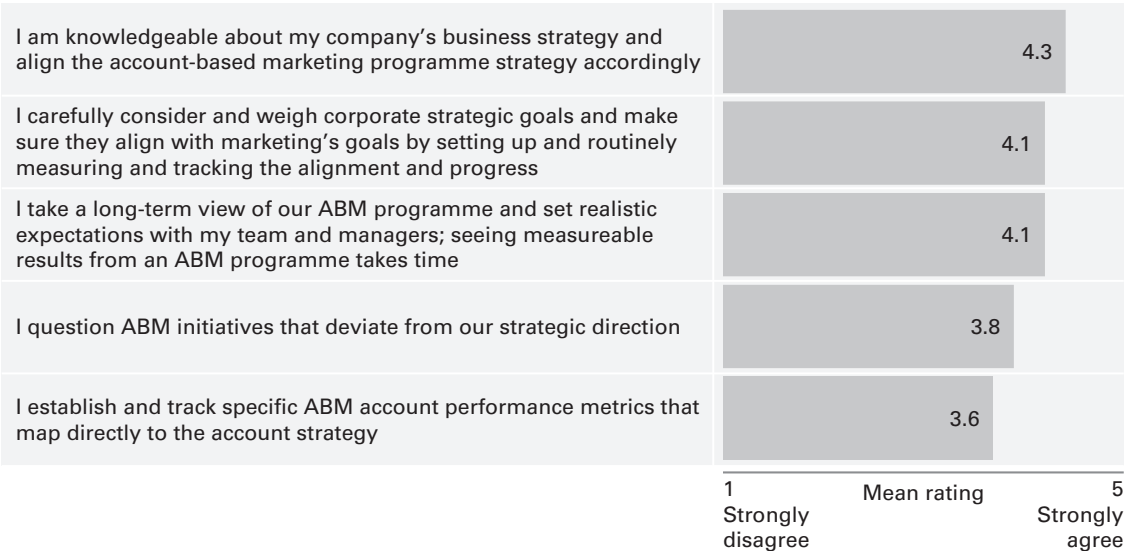 I am knowledgeable about my company’s business strategy and
align the account-based marketing programme strategy accordingly
4.3
I carefully consider and weigh corporate strategic goals and make
sure they align with marketing’s goals by setting up and routinely
measuring and tracking the alignment and progress
4.1
I take a long-term view of our ABM programme and set realistic
expectations with my team and managers; seeing measureable
results from an ABM programme takes time
4.1
I question ABM initiatives that deviate from our strategic direction
3.8
I establish and track specific ABM account performance metrics that
map directly to the account strategy
3.6
1 Mean rating 5
Strongly Strongly
disagree agree